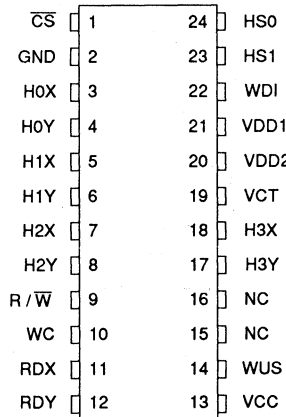 C̅S̅ 1 24 HS0
GND 2 23 HS1
H0X 3 22 WDI
H0Y 4 21 VDD1
H1X 5 20 VDD2
H1Y 6 19 VCT
H2X 7 18 H3X
H2Y 8 17 H3Y
R / W̅ 9 16 NC
WC 10 15 NC
RDX 11 14 WUS
RDY 12 13 VCC